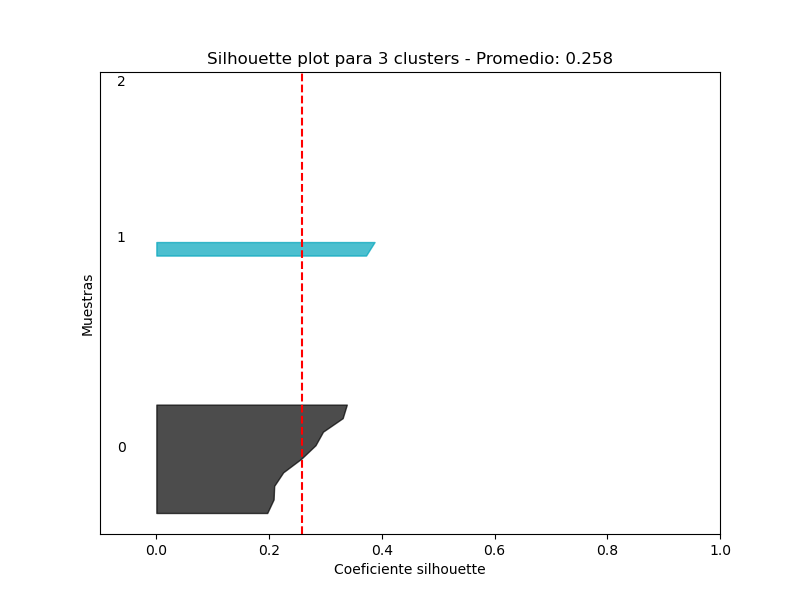 Silhouette plot para 3 clusters - Promedio: 0.258
2
1
0
Muestras
0.0 0.2 0.4 0.6 0.8 1.0
Coeficiente silhouette